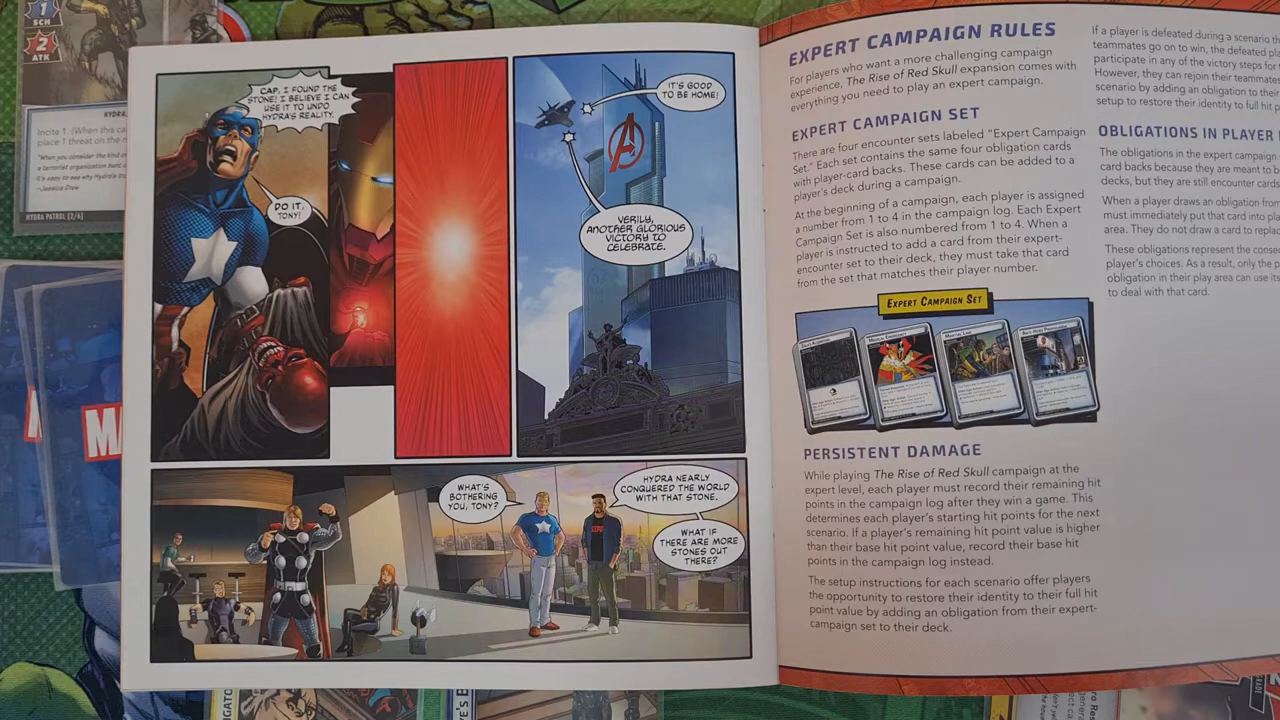 1
SCH
2
ATK
HYDRA
Incite 1. (When this ca
place 1 threat on the m
"When you consider the kind o
a terrorist organization bent
it's easy to see why Hydra's th
—Jessica Drew
HYDRA PATROL (2/6)
M
CAP, I FOUND THE
STONE! I BELIEVE I CAN
USE IT TO UNDO
HYDRA'S REALITY.
DO IT,
TONY!
IT'S GOOD
TO BE HOME!
A
VERILY,
ANOTHER GLORIOUS
VICTORY TO
CELEBRATE.
WHAT'S
BOTHERING
YOU, TONY?
HYDRA NEARLY
CONQUERED THE WORLD
WITH THAT STONE.
WHAT IF
THERE ARE MORE
STONES OUT
THERE?
EXPERT CAMPAIGN RULES
For players who want a more challenging campaign
experience, The Rise of Red Skull expansion comes with
everything you need to play an expert campaign.
EXPERT CAMPAIGN SET
There are four encounter sets labeled "Expert Campaign
Set." Each set contains the same four obligation cards
with player-card backs. These cards can be added to a
player's deck during a campaign.
At the beginning of a campaign, each player is assigned
a number from 1 to 4 in the campaign log. Each Expert
Campaign Set is also numbered from 1 to 4. When a
player is instructed to add a card from their expert-
encounter set to their deck, they must take that card
from the set that matches their player number.
EXPERT CAMPAIGN SET
PERSISTENT DAMAGE
While playing The Rise of Red Skull campaign at the
expert level, each player must record their remaining hit
points in the campaign log after they win a game. This
determines each player's starting hit points for the next
scenario. If a player's remaining hit point value is higher
than their base hit point value, record their base hit
points in the campaign log instead.
The setup instructions for each scenario offer players
the opportunity to restore their identity to their full hit
point value by adding an obligation from their expert-
campaign set to their deck.
If a player is defeated during a scenario th
teammates go on to win, the defeated pla
participate in any of the victory steps for
However, they can rejoin their teammates
scenario by adding an obligation to their
setup to restore their identity to full hit p
OBLIGATIONS IN PLAYER
The obligations in the expert campaign
card backs because they are meant to b
decks, but they are still encounter cards
When a player draws an obligation from
must immediately put that card into pla
area. They do not draw a card to replac
These obligations represent the conse
player's choices. As a result, only the p
obligation in their play area can use its
to deal with that card.